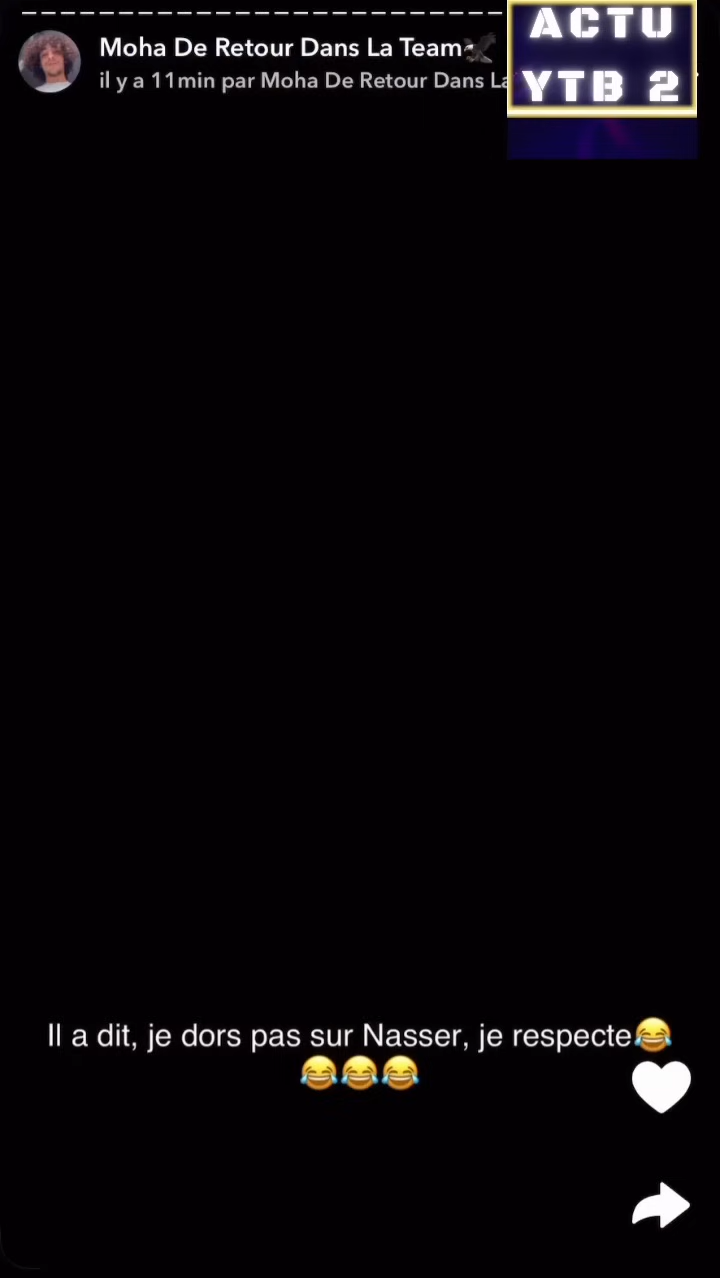 Moha De Retour Dans La Team🦅
il y a 11min par Moha De Retour Dans La
ACTU
YTB 2
Il a dit, je dors pas sur Nasser, je respecte😂
😂😂😂